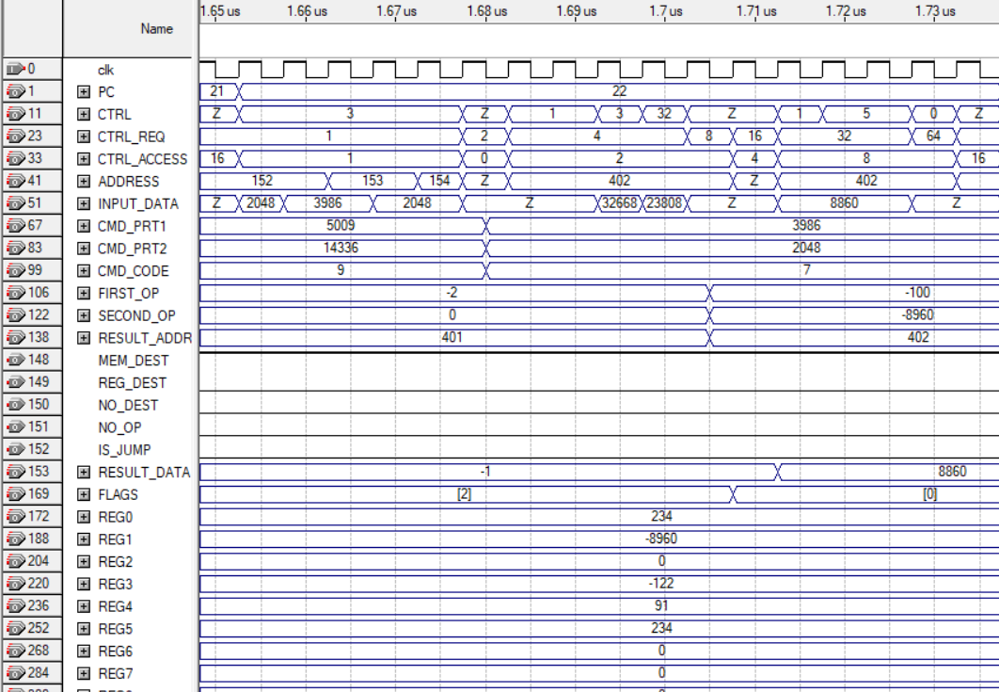 1.65 us 1.66 us 1.67 us 1.68 us 1.69 us 1.7 us 1.71 us 1.72 us 1.73 us
Name
0 clk
1 PC 21 22
11 CTRL Z 3 Z 1 3 32 Z 1 5 0 Z
23 CTRL_REQ 1 2 4 8 16 32 64
33 CTRL_ACCESS 16 1 0 2 4 8 16
41 ADDRESS 152 153 154 Z 402 Z 402
51 INPUT_DATA Z 2048 3986 2048 Z 32668 23808 Z 8860 Z
67 CMD_PRT1 5009 3986
83 CMD_PRT2 14336 2048
99 CMD_CODE 9 7
106 FIRST_OP -2 -100
122 SECOND_OP 0 -8960
138 RESULT_ADDR 401 402
148 MEM_DEST
149 REG_DEST
150 NO_DEST
151 NO_OP
152 IS_JUMP
153 RESULT_DATA -1 8860
169 FLAGS [2] [0]
172 REG0 234
188 REG1 -8960
204 REG2 0
220 REG3 -122
236 REG4 91
252 REG5 234
268 REG6 0
284 REG7 0